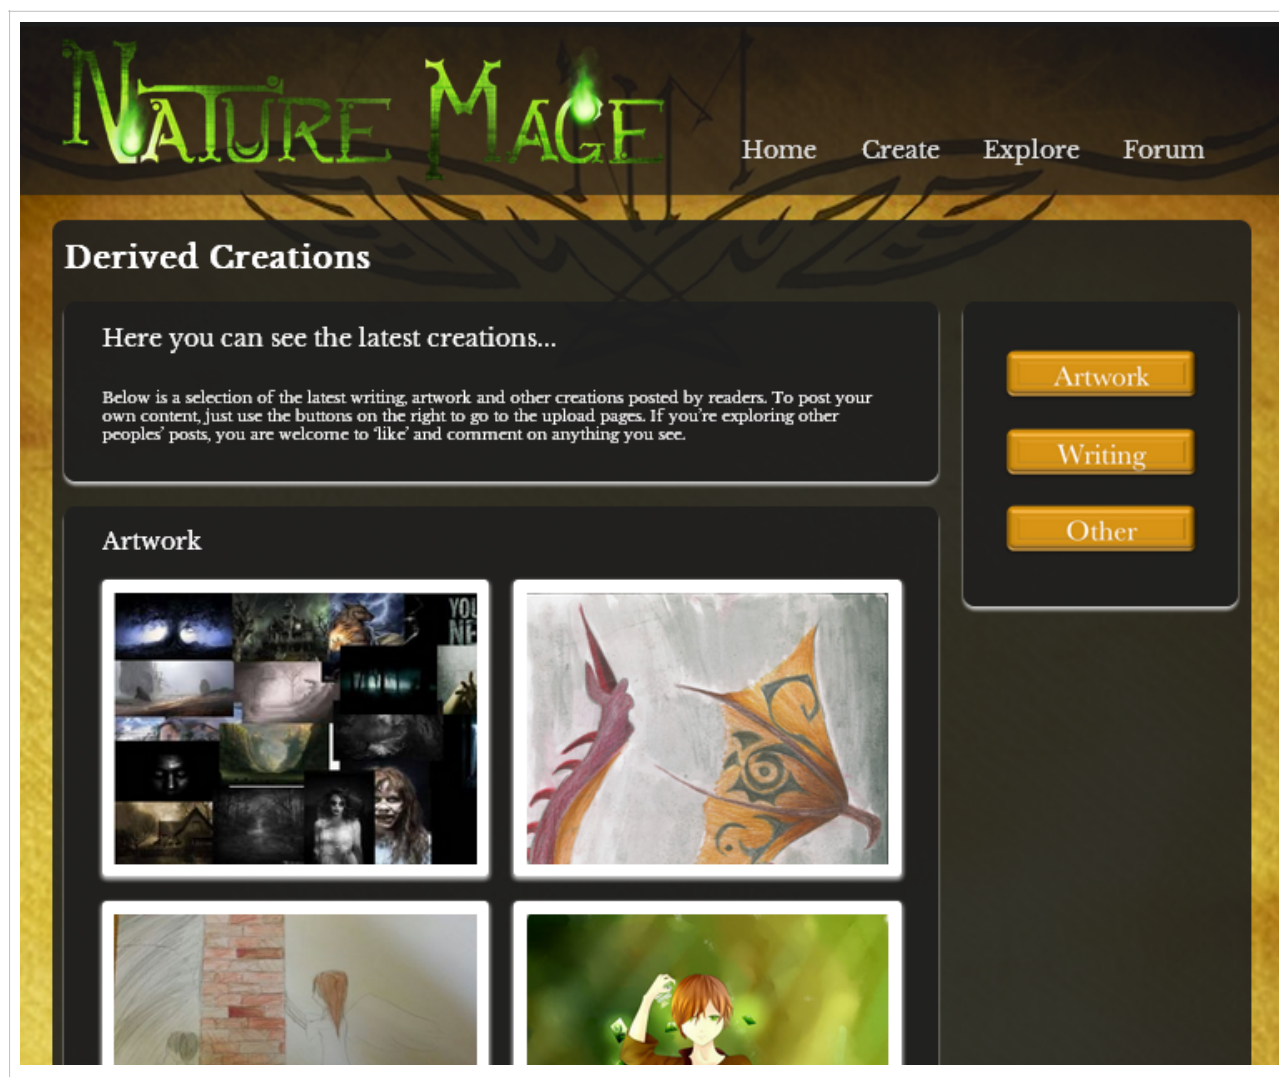 Nature Mage
Home Create Explore Forum
Derived Creations
Here you can see the latest creations...
Below is a selection of the latest writing, artwork and other creations posted by readers. To post your
own content, just use the buttons on the right to go to the upload pages. If you're exploring other
peoples' posts, you are welcome to 'like' and comment on anything you see.
Artwork
Writing
Other
Artwork
YOU
NE